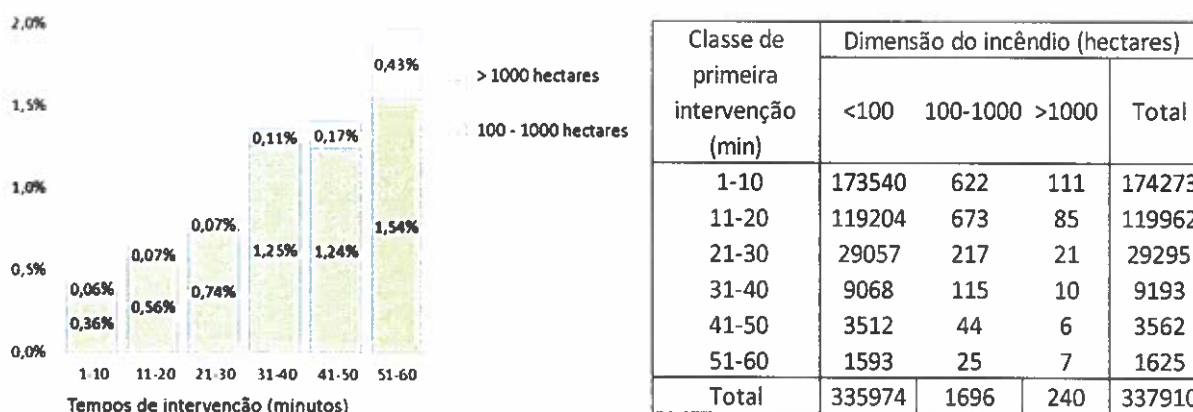 2,0%
1,5%
1,0%
0,5%
0,0%
0,06%
0,36%
0,07%
0,56%
0,07%
0,74%
0,11%
1,25%
0,17%
1,24%
0,43%
1,54%
1-10 11-20 21-30 31-40 41-50 51-60
Tempos de intervenção (minutos)
> 1000 hectares
100 - 1000 hectares
Classe de primeira intervenção (min) Dimensão do incêndio (hectares)
<100 100-1000 >1000 Total
1-10 173540 622 111 174273
11-20 119204 673 85 119962
21-30 29057 217 21 29295
31-40 9068 115 10 9193
41-50 3512 44 6 3562
51-60 1593 25 7 1625
Total 335974 1696 240 337910